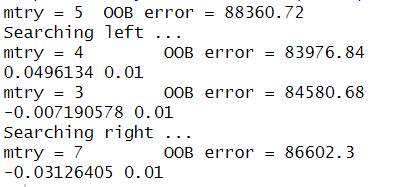 mtry = 5  OOB error = 88360.72
Searching left ...
mtry = 4        OOB error = 83976.84
0.0496134 0.01
mtry = 3        OOB error = 84580.68
-0.007190578 0.01
Searching right ...
mtry = 7        OOB error = 86602.3
-0.03126405 0.01